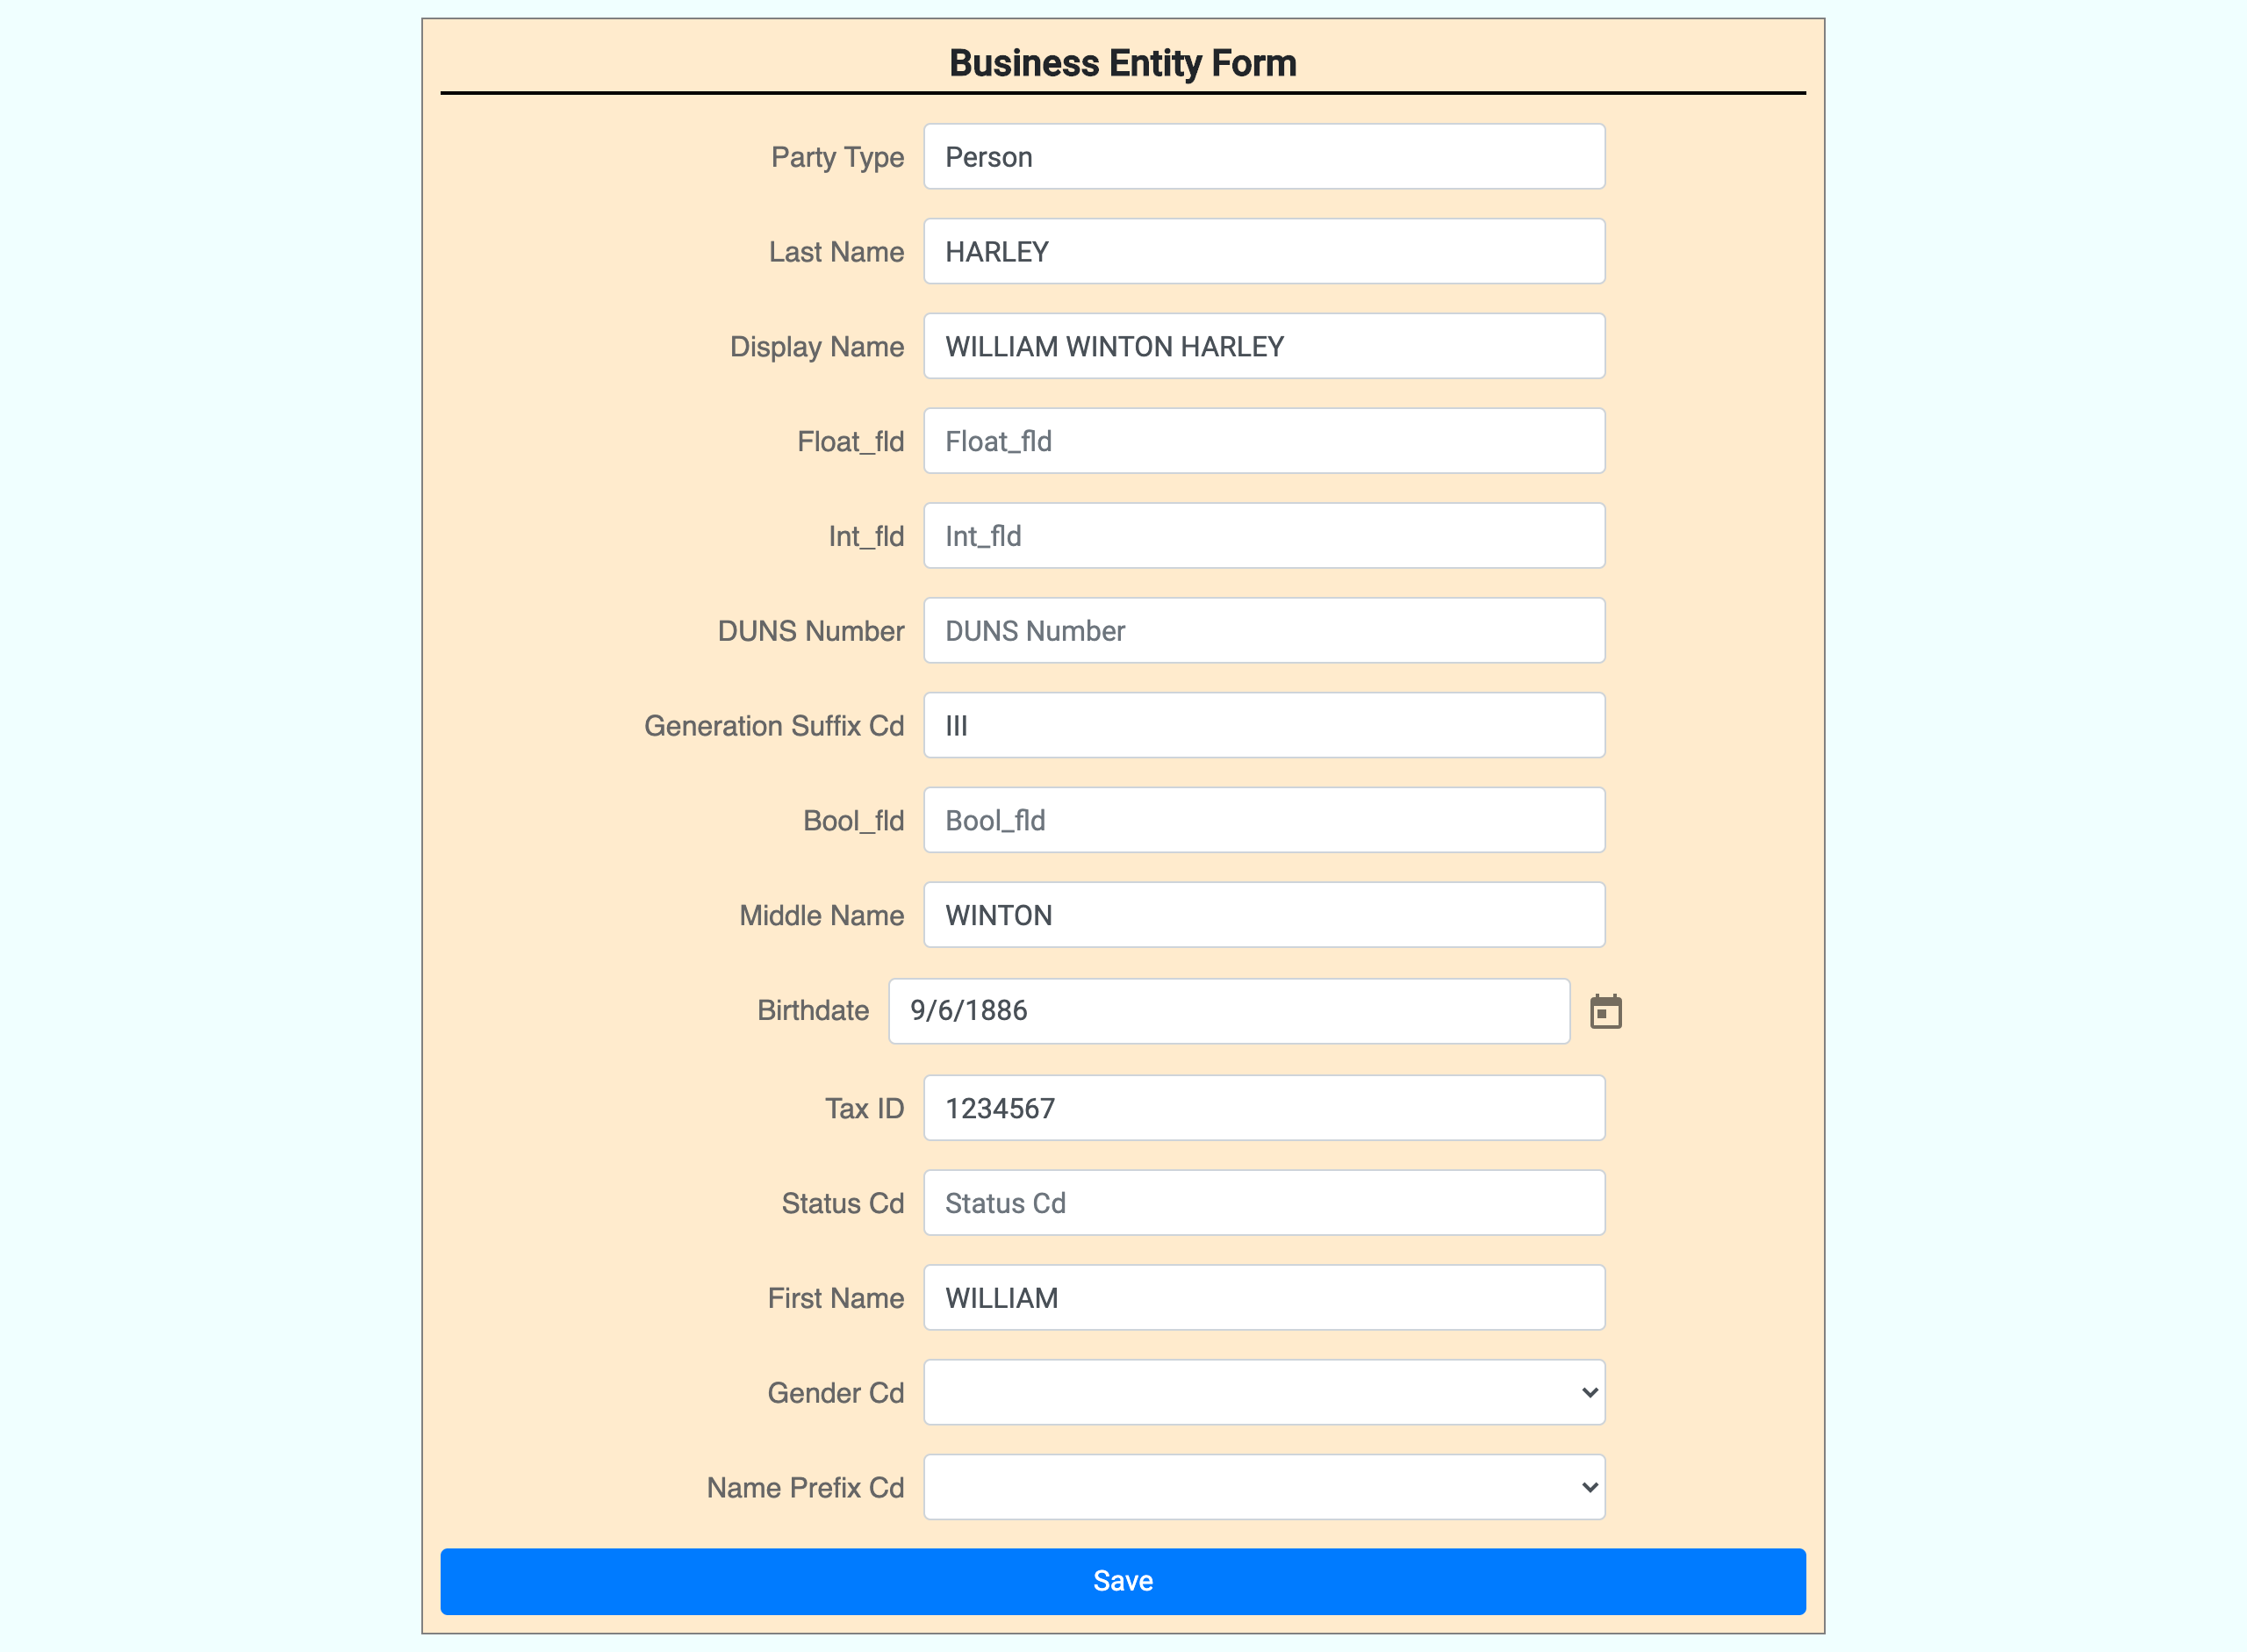 Business Entity Form
Party Type Person
Last Name HARLEY
Display Name WILLIAM WINTON HARLEY
Float_fld Float_fld
Int_fld Int_fld
DUNS Number DUNS Number
Generation Suffix Cd III
Bool_fld Bool_fld
Middle Name WINTON
Birthdate 9/6/1886
Tax ID 1234567
Status Cd Status Cd
First Name WILLIAM
Gender Cd
Name Prefix Cd
Save